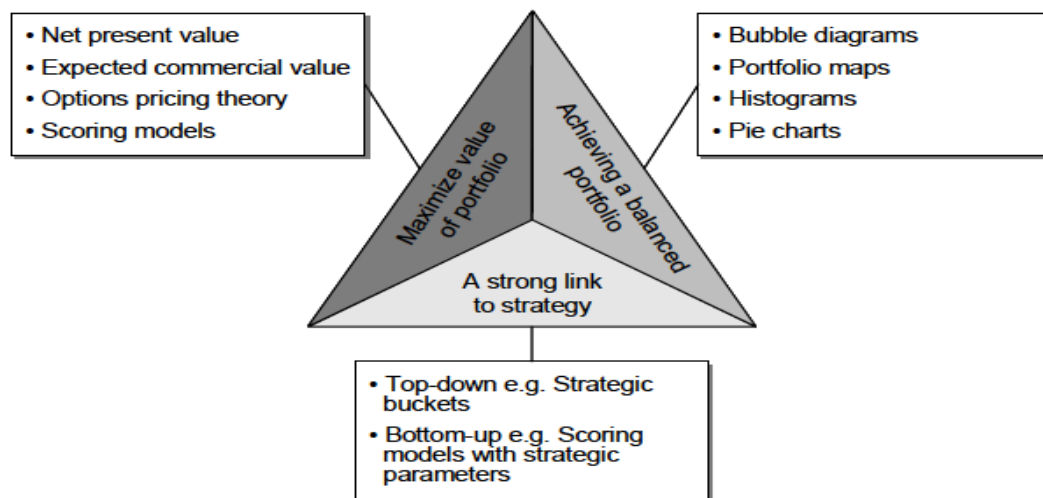 • Net present value
• Expected commercial value
• Options pricing theory
• Scoring models
• Bubble diagrams
• Portfolio maps
• Histograms
• Pie charts
Maximize value
of portfolio
Achieving a balanced
portfolio
A strong link
to strategy
• Top-down e.g. Strategic
buckets
• Bottom-up e.g. Scoring
models with strategic
parameters